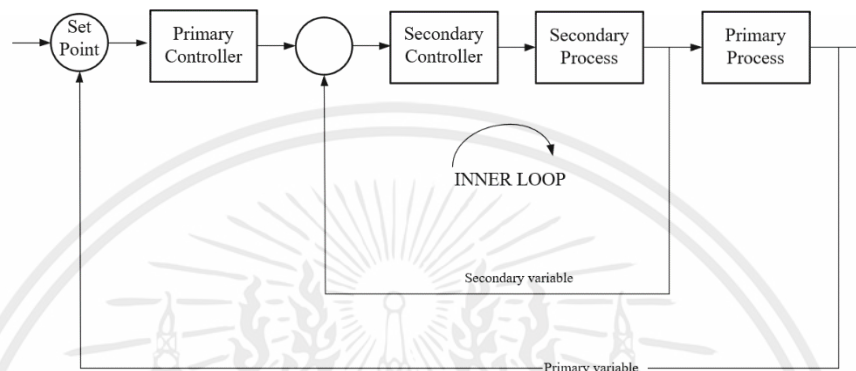 Set
Point
Primary
Controller
Secondary
Controller
Secondary
Process
Primary
Process
INNER LOOP
Secondary variable
Primary variable